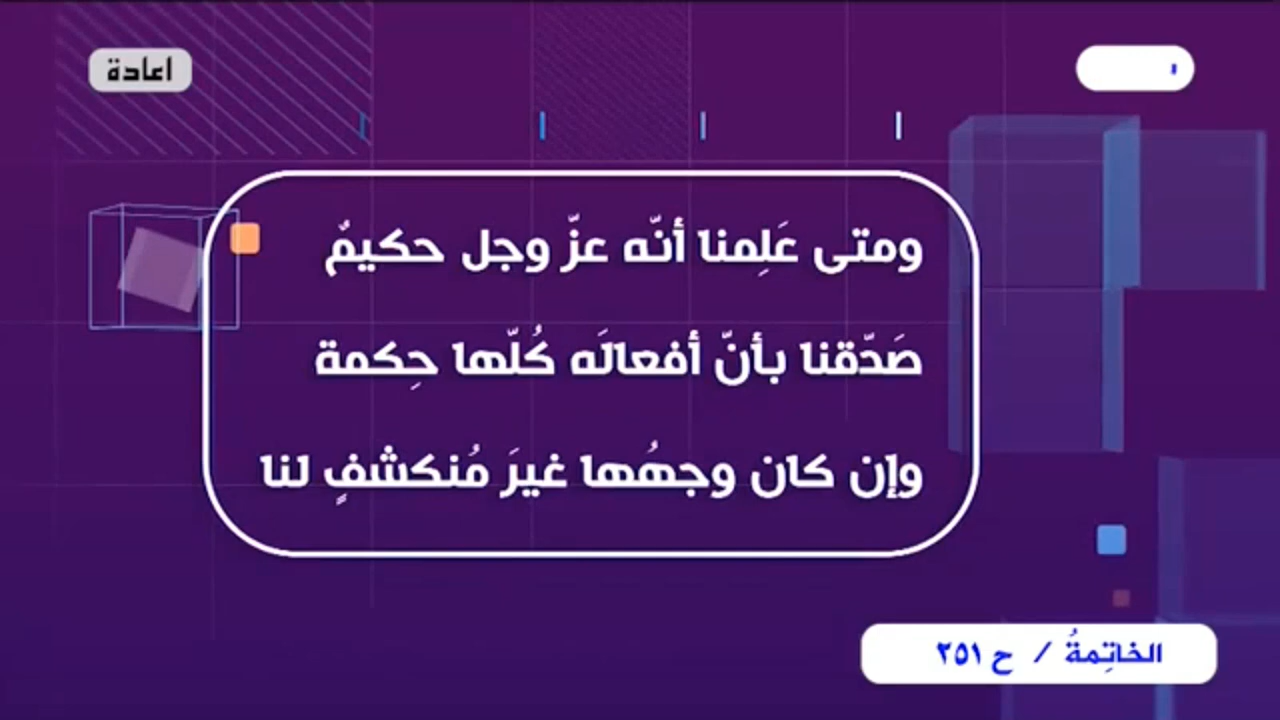 اعادة
ومتى عَلِمنا أنّه عزّ وجل حكيمٌ
صَدّقنا بأنّ أفعالَه كُلّها حِكمة
وإن كان وجهُها غيرَ مُنكشفٍ لنا
الخاتِمةُ / ح ٢٥١